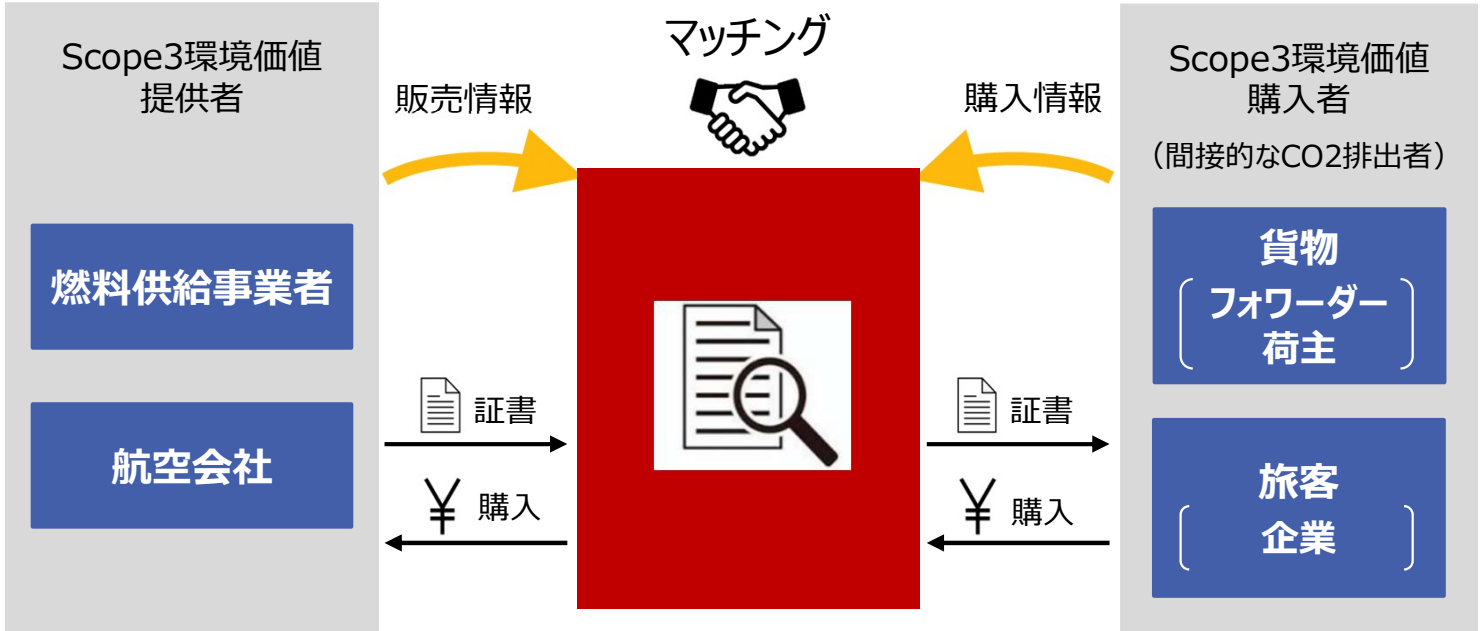 Scope3環境価値
提供者
燃料供給事業者
航空会社
販売情報
マッチング
購入情報
証書
¥ 購入
証書
¥ 購入
Scope3環境価値
購入者
（間接的なCO2排出者）
貨物
フォワーダー
荷主
旅客
企業